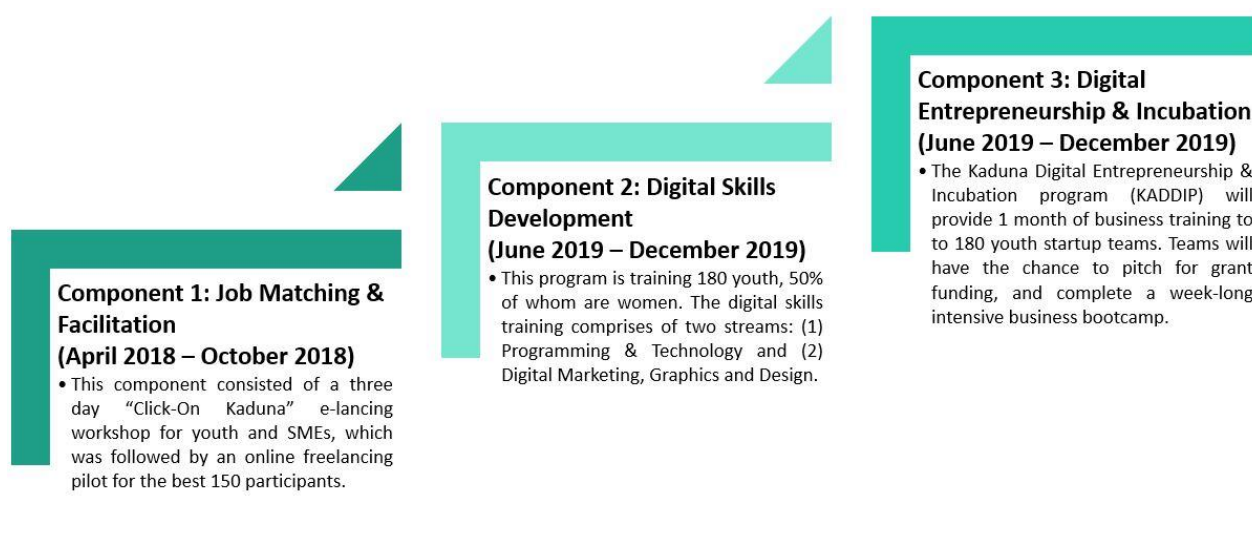 Component 1: Job Matching &
Facilitation
(April 2018 – October 2018)
• This component consisted of a three
day “Click-On Kaduna” e-lancing
workshop for youth and SMEs, which
was followed by an online freelancing
pilot for the best 150 participants.
Component 2: Digital Skills
Development
(June 2019 – December 2019)
• This program is training 180 youth, 50%
of whom are women. The digital skills
training comprises of two streams: (1)
Programming & Technology and (2)
Digital Marketing, Graphics and Design.
Component 3: Digital
Entrepreneurship & Incubation
(June 2019 – December 2019)
• The Kaduna Digital Entrepreneurship &
Incubation program (KADDIP) will
provide 1 month of business training to
to 180 youth startup teams. Teams will
have the chance to pitch for grant
funding, and complete a week-long
intensive business bootcamp.